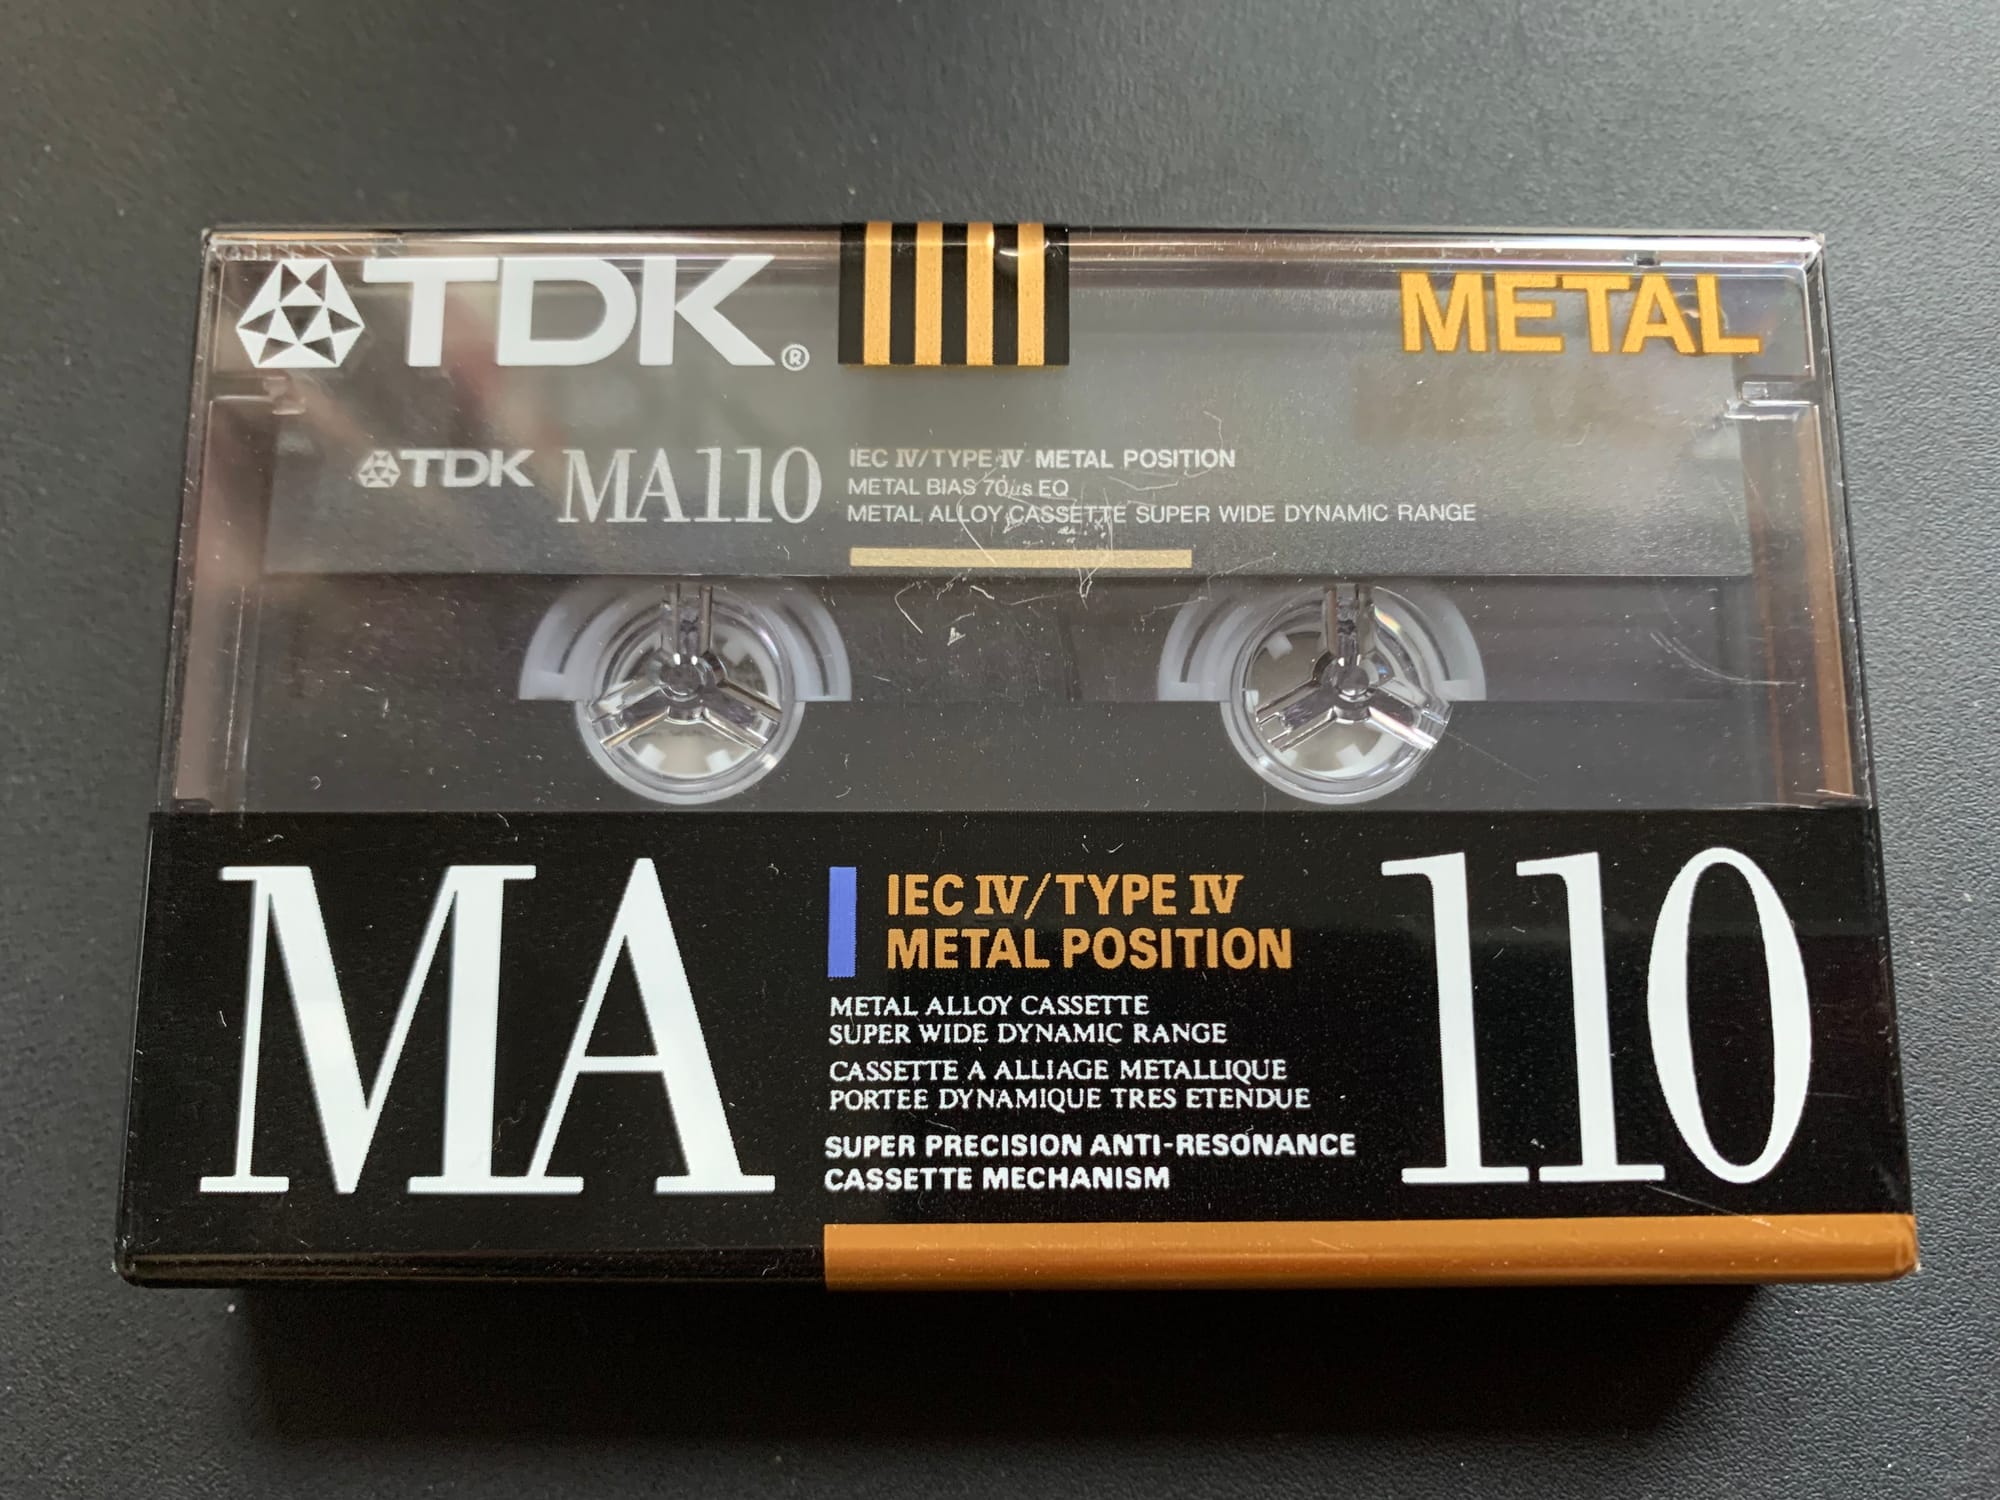 TDK®
METAL
TDK MA110
IEC IV/TYPE IV METAL POSITION
METAL BIAS 70μs EQ
METAL ALLOY CASSETTE SUPER WIDE DYNAMIC RANGE
MA
IEC IV/TYPE IV
METAL POSITION
METAL ALLOY CASSETTE
SUPER WIDE DYNAMIC RANGE
CASSETTE A ALLIAGE METALLIQUE
PORTEE DYNAMIQUE TRES ETENDUE
SUPER PRECISION ANTI-RESONANCE
CASSETTE MECHANISM
110